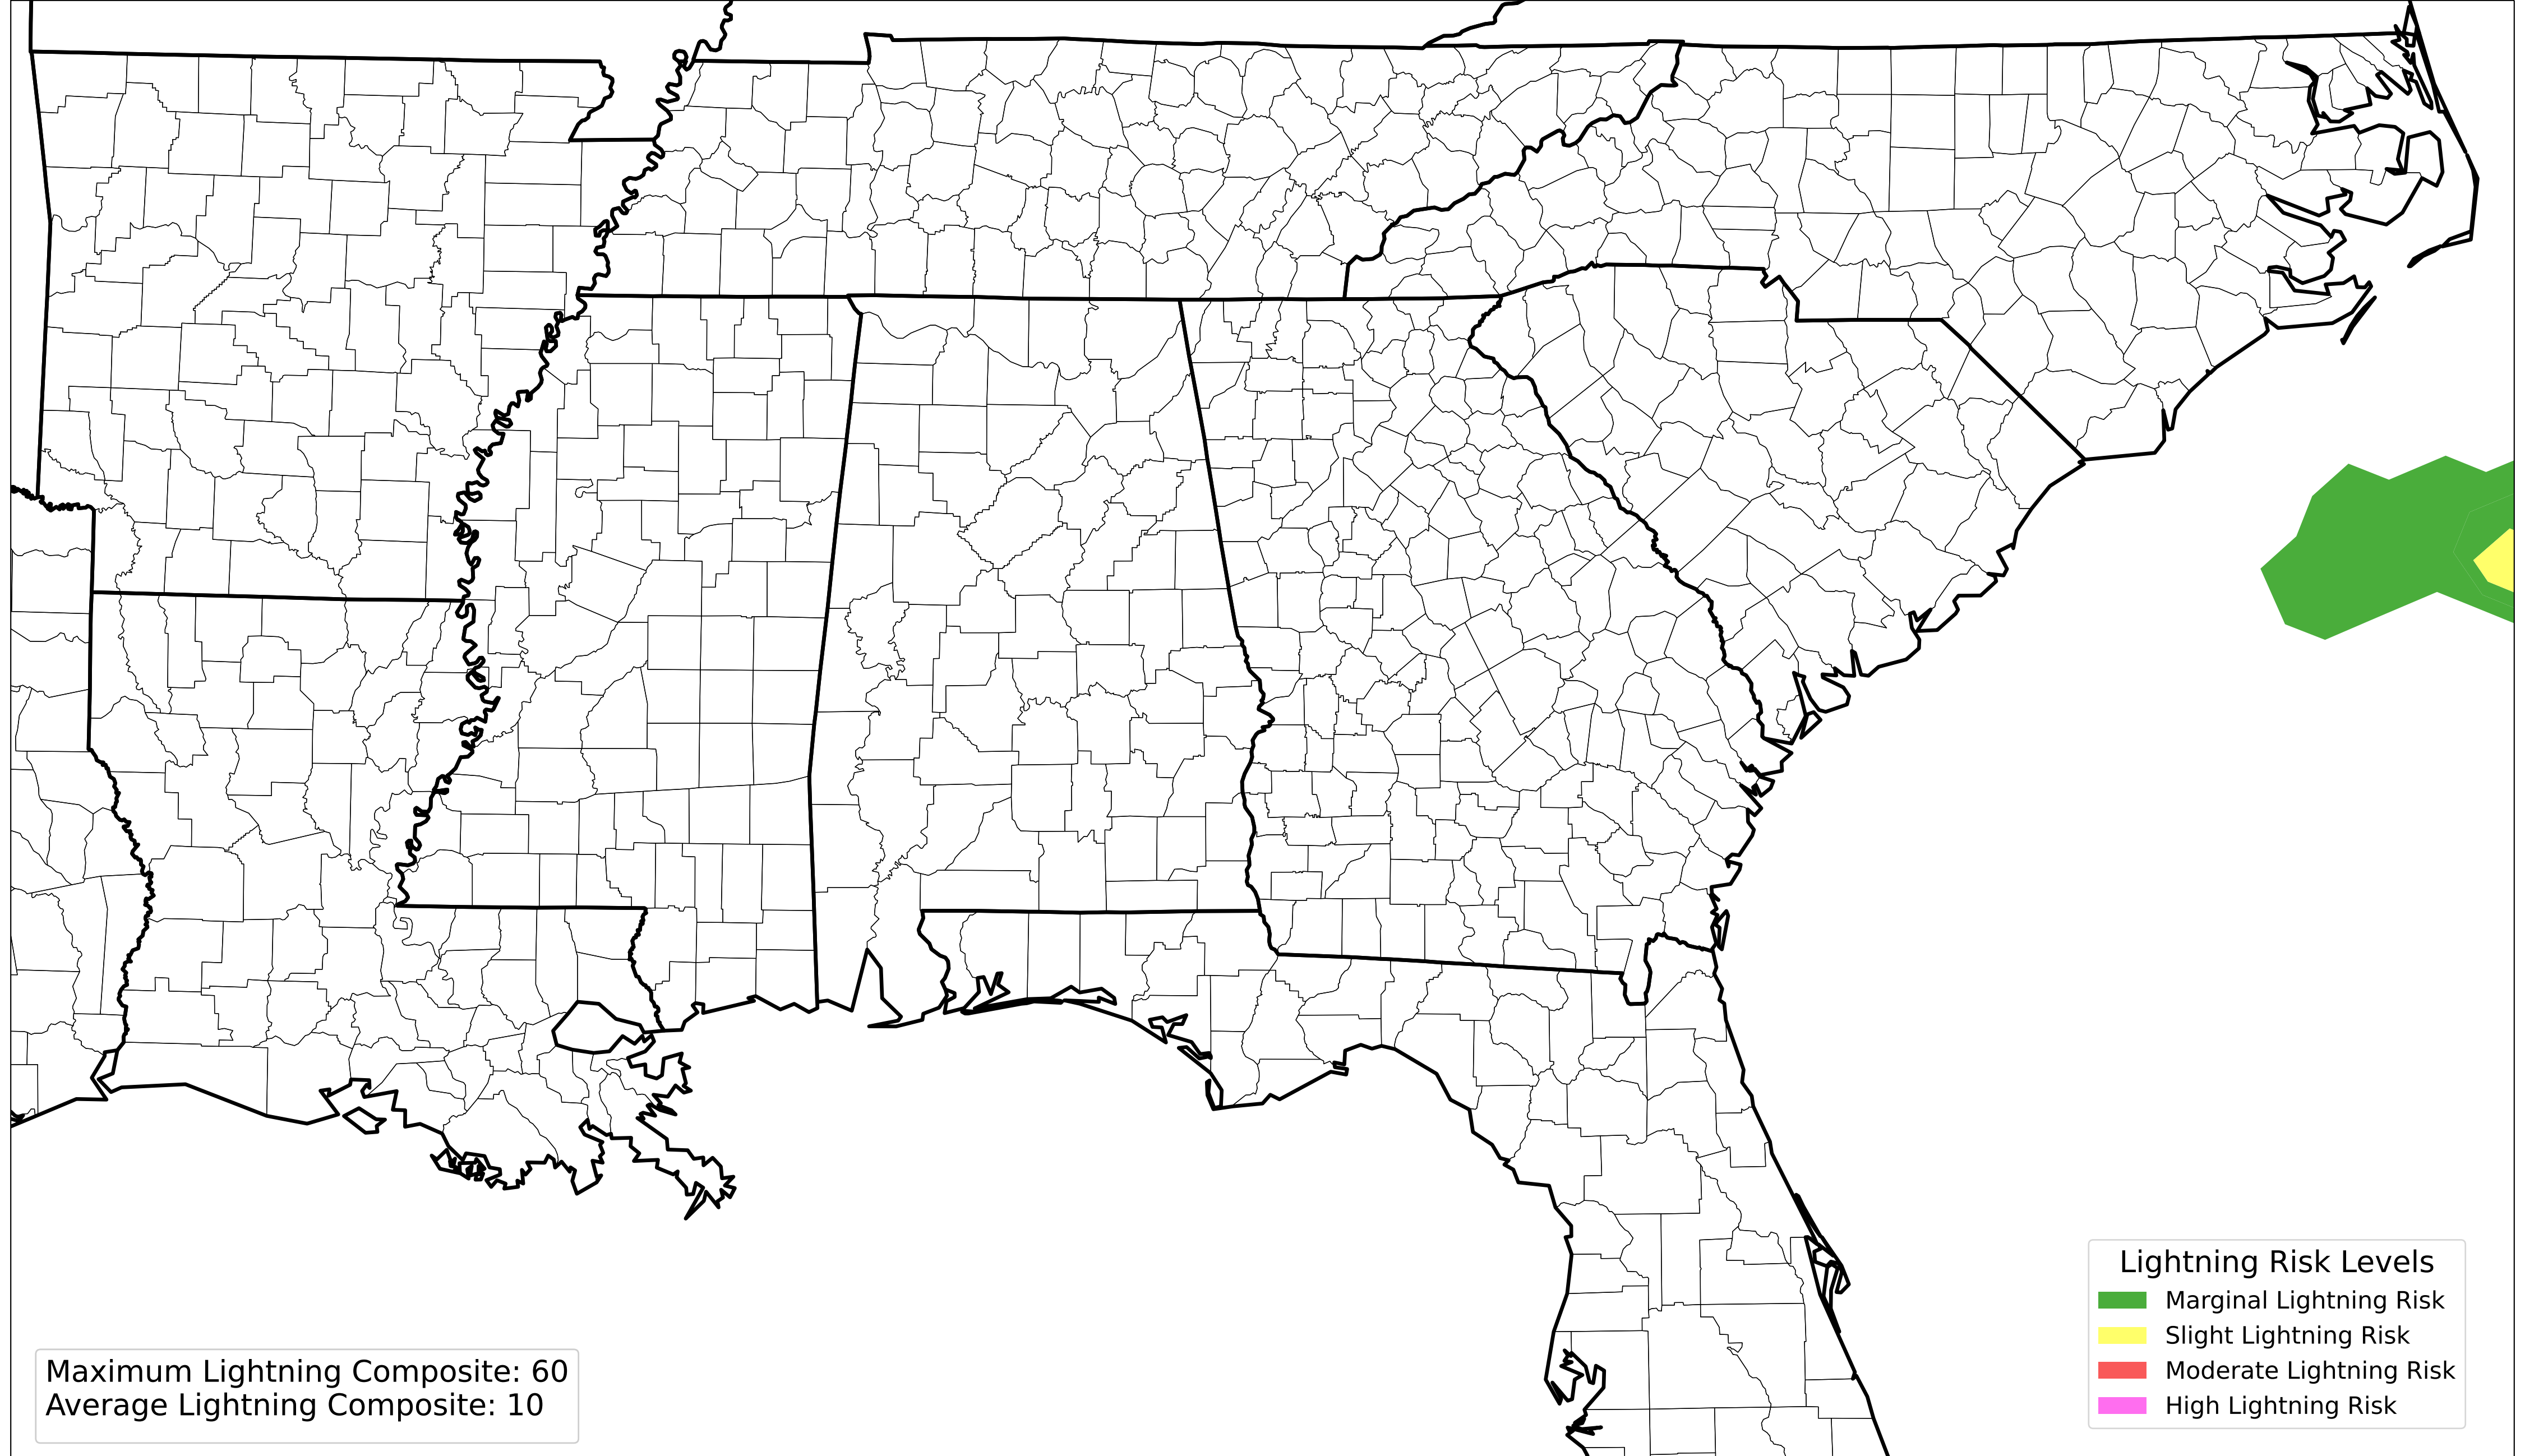 Lightning Risk Levels
Marginal Lightning Risk
Slight Lightning Risk
Moderate Lightning Risk
High Lightning Risk
Maximum Lightning Composite: 60
Average Lightning Composite: 10